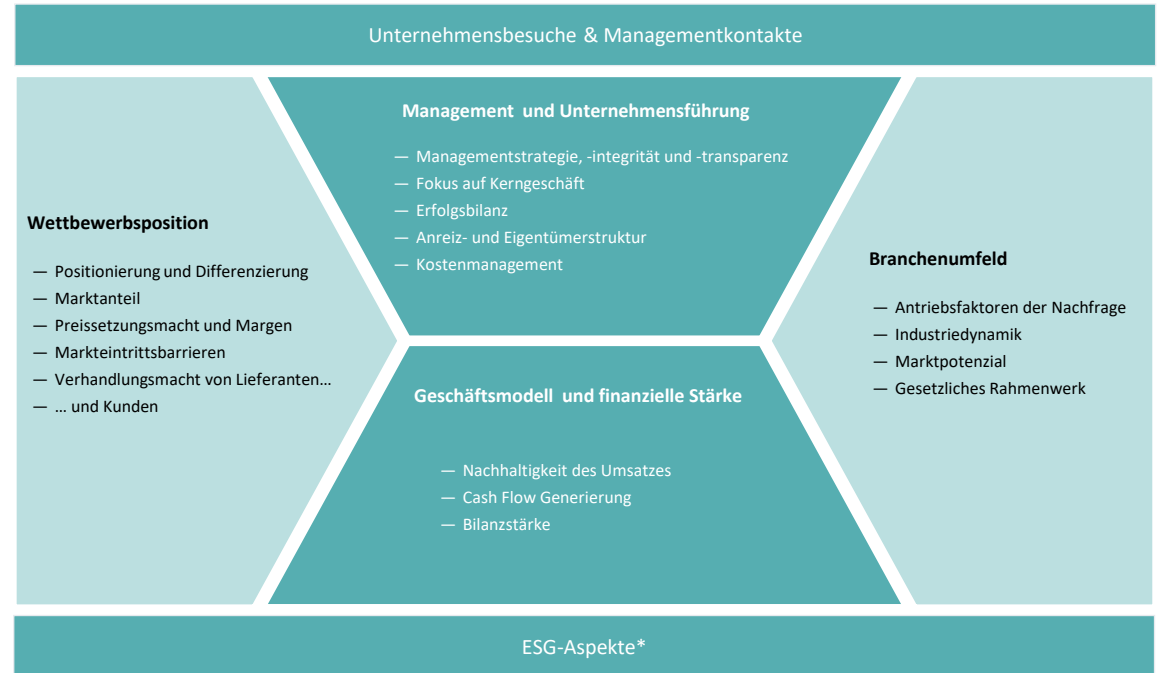 Unternehmensbesuche & Managementkontakte
Management und Unternehmensführung
— Managementstrategie, -integrität und -transparenz
— Fokus auf Kerngeschäft
— Erfolgsbilanz
— Anreiz- und Eigentümerstruktur
— Kostenmanagement
Wettbewerbsposition
— Positionierung und Differenzierung
— Marktanteil
— Preissetzungsmacht und Margen
— Markteintrittsbarrieren
— Verhandlungsmacht von Lieferanten…
— … und Kunden
Branchenumfeld
— Antriebsfaktoren der Nachfrage
— Industriedynamik
— Marktpotenzial
— Gesetzliches Rahmenwerk
Geschäftsmodell und finanzielle Stärke
— Nachhaltigkeit des Umsatzes
— Cash Flow Generierung
— Bilanzstärke
ESG-Aspekte*